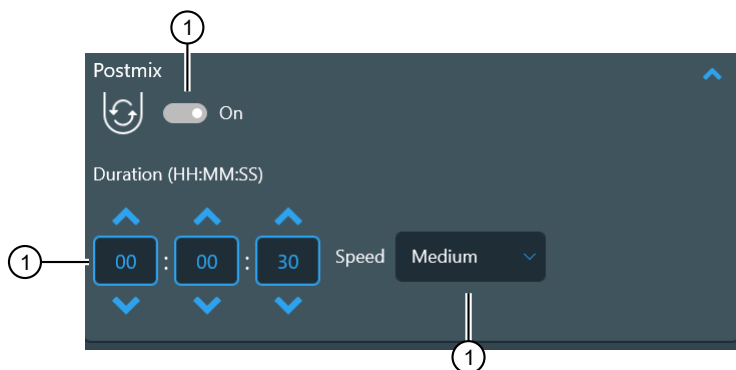 1
Postmix
On
Duration (HH:MM:SS)
1
00 : 00 : 30 Speed Medium
1